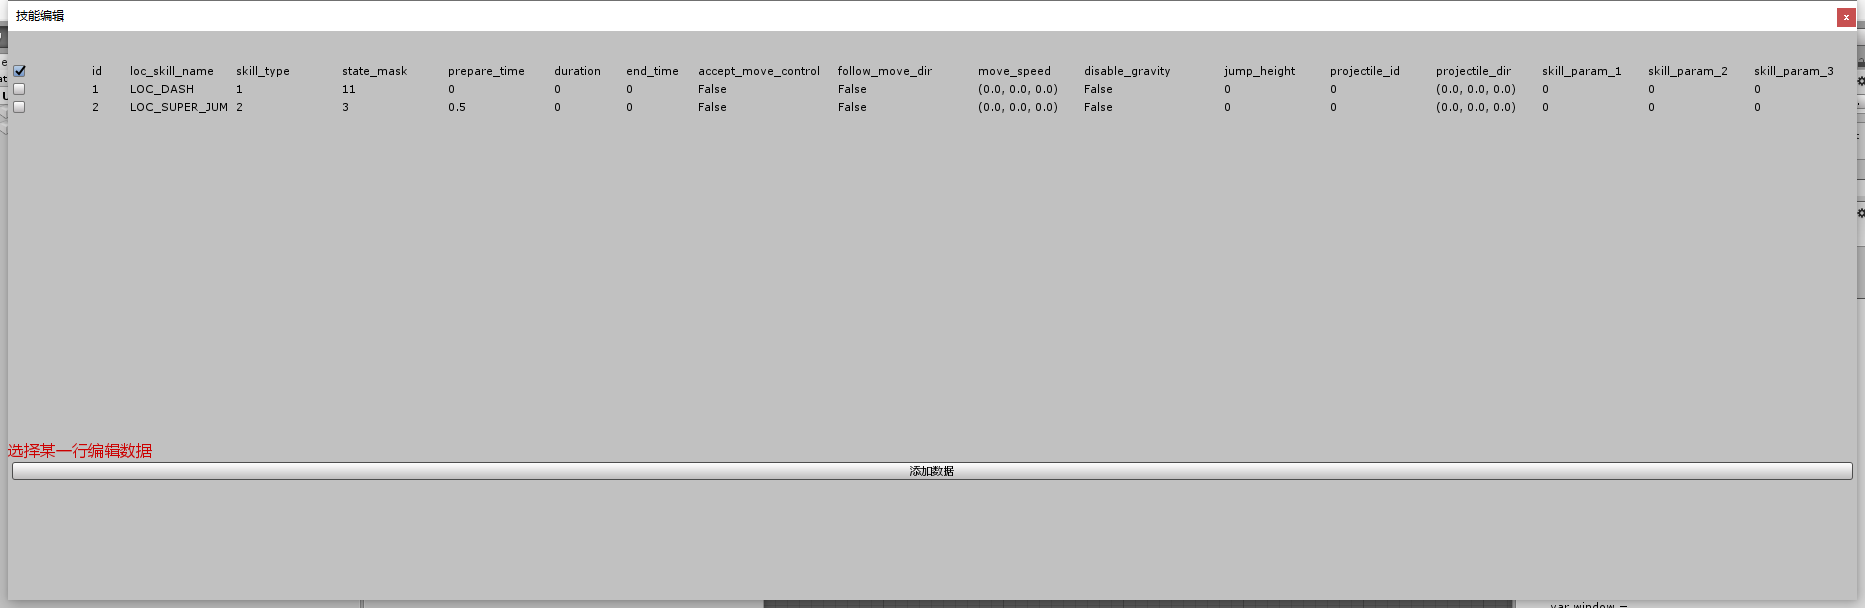 技能编辑
x
id loc_skill_name skill_type state_mask prepare_time duration end_time accept_move_control follow_move_dir move_speed disable_gravity jump_height projectile_id projectile_dir skill_param_1 skill_param_2 skill_param_3
1 LOC_DASH 1 11 0 0 0 False False (0.0, 0.0, 0.0) False 0 0 (0.0, 0.0, 0.0) 0 0 0
2 LOC_SUPER_JUM 2 3 0.5 0 0 False False (0.0, 0.0, 0.0) False 0 0 (0.0, 0.0, 0.0) 0 0 0
选择某一行编辑数据
添加数据
var window =